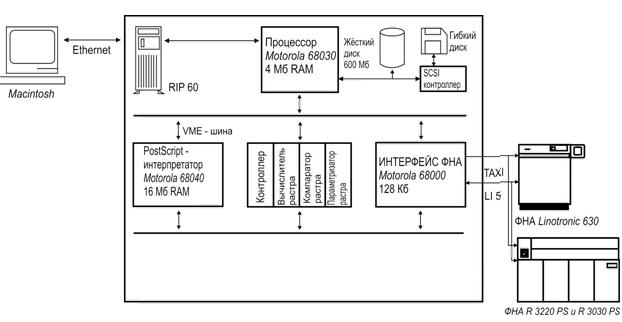 Ethernet
Macintosh
RIP 60
Процессор
Motorola 68030
4 Мб RAM
Жёсткий
диск
600 Мб
Гибкий
диск
SCSI
контроллер
VME - шина
PostScript -
интерпретатор
Motorola 68040
16 Мб RAM
Контроллер
Вычислитель
растра
Компаратор
растра
Параметризатор
растра
ИНТЕРФЕЙС ФНА
Motorola 68000
128 Кб
TAXI
LI 5
ФНА Linotronic 630
ФНА R 3220 PS и R 3030 PS